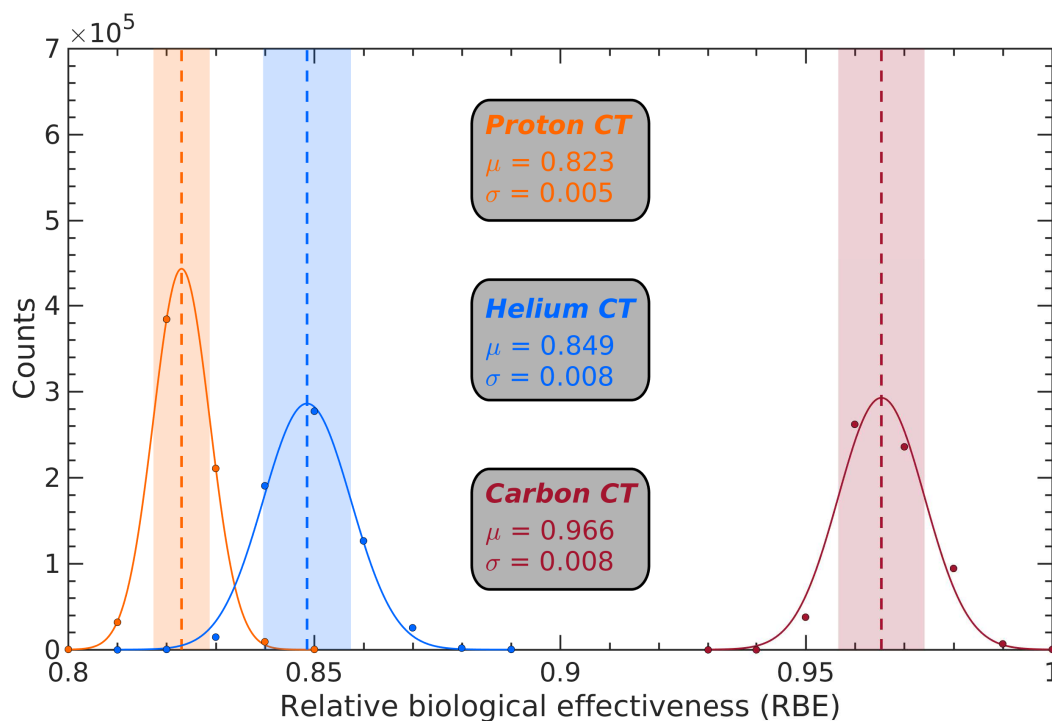 ×10⁵
7
6
5
4
3
2
1
0
Counts
Proton CT
μ = 0.823
σ = 0.005
Helium CT
μ = 0.849
σ = 0.008
Carbon CT
μ = 0.966
σ = 0.008
0.8 0.85 0.9 0.95 1
Relative biological effectiveness (RBE)